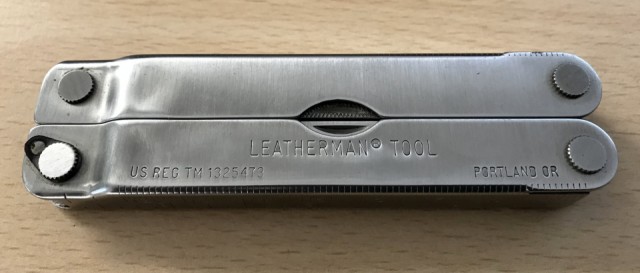 LEATHERMAN® TOOL
US REG TM 1325473
PORTLAND OR